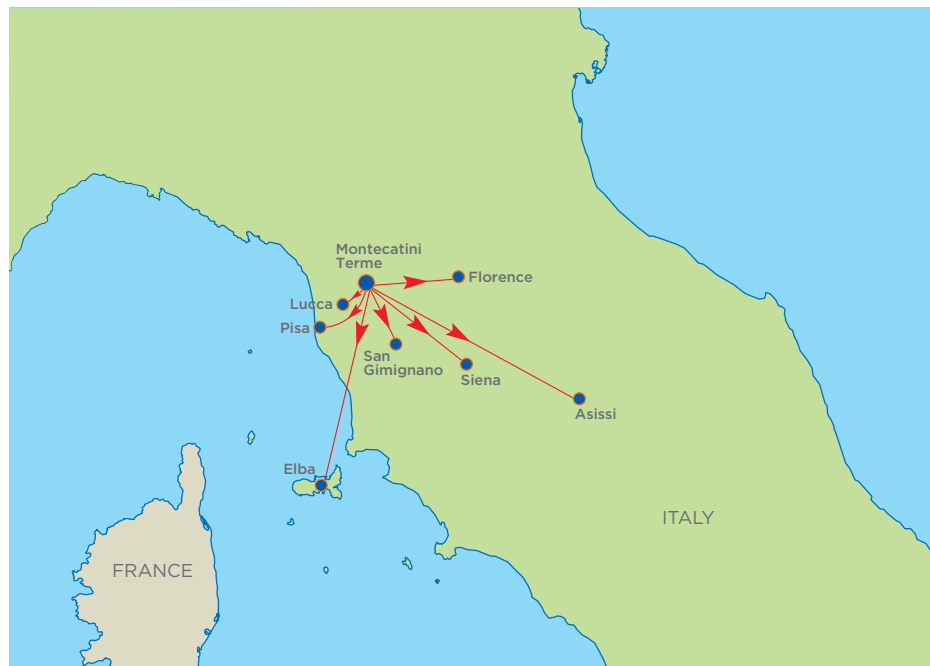 Montecatini
Terme
Florence
Lucca
Pisa
San
Gimignano
Siena
Asissi
Elba
ITALY
FRANCE